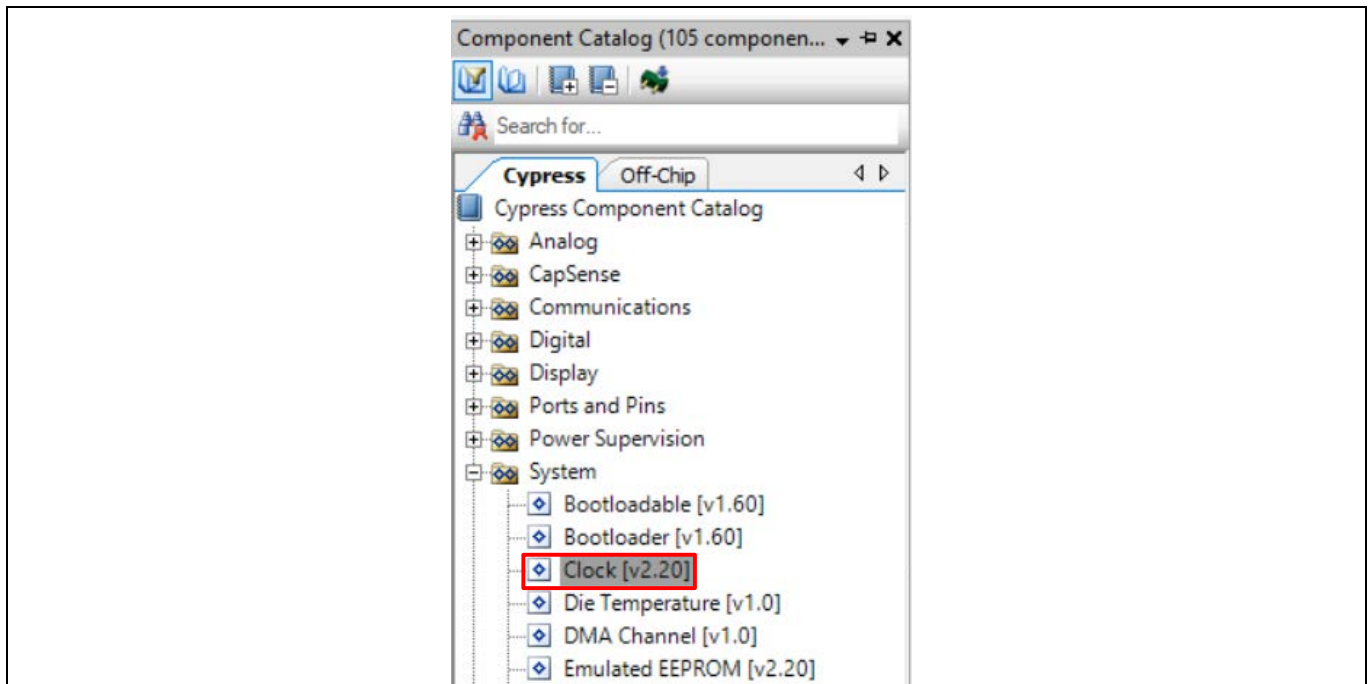 Component Catalog (105 componen...
Search for...
Cypress Off-Chip
Cypress Component Catalog
Analog
CapSense
Communications
Digital
Display
Ports and Pins
Power Supervision
System
Bootloadable [v1.60]
Bootloader [v1.60]
Clock [v2.20]
Die Temperature [v1.0]
DMA Channel [v1.0]
Emulated EEPROM [v2.20]